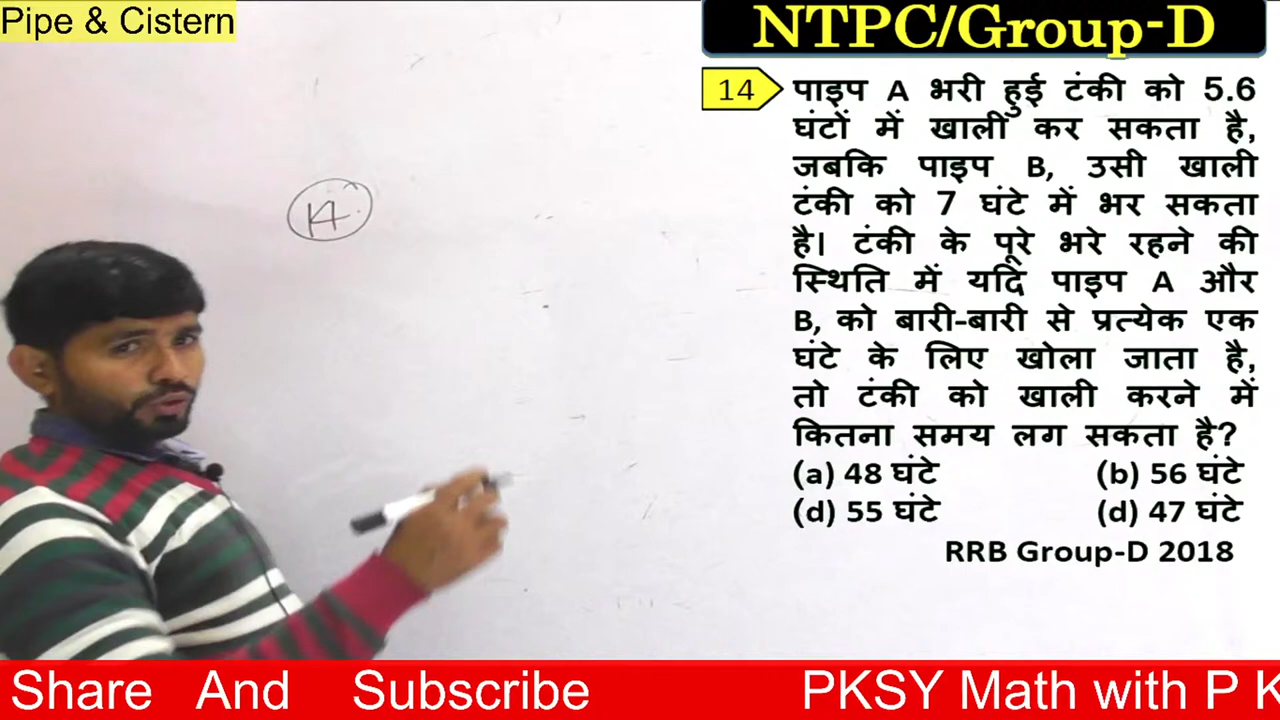 Pipe & Cistern
NTPC/Group-D
14
पाइप A भरी हुई टंकी को 5.6
घंटों में खाली कर सकता है,
जबकि पाइप B, उसी खाली
टंकी को 7 घंटे में भर सकता
है। टंकी के पूरे भरे रहने की
स्थिति में यदि पाइप A और
B, को बारी-बारी से प्रत्येक एक
घंटे के लिए खोला जाता है,
तो टंकी को खाली करने में
कितना समय लग सकता है?
(a) 48 घंटे (b) 56 घंटे
(d) 55 घंटे (d) 47 घंटे
RRB Group-D 2018
14
Share And Subscribe PKSY Math with P K